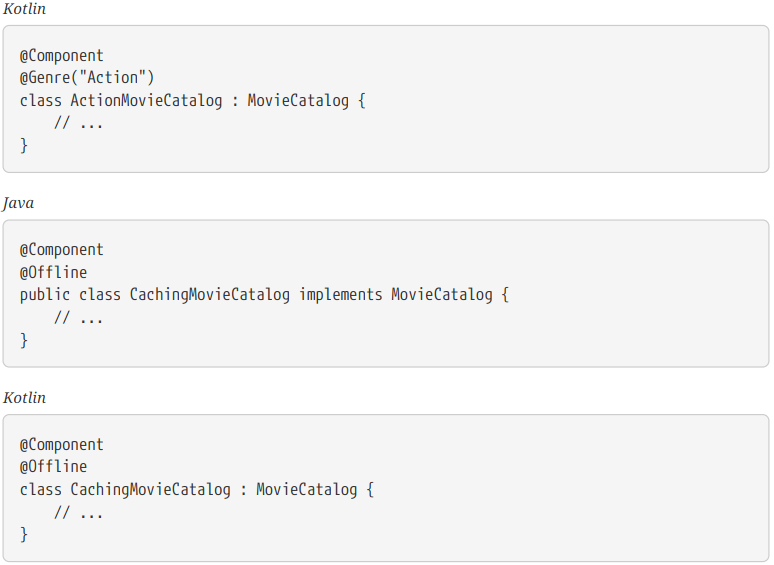 Kotlin
@Component
@Genre("Action")
class ActionMovieCatalog : MovieCatalog {
    // ...
}
Java
@Component
@Offline
public class CachingMovieCatalog implements MovieCatalog {
    // ...
}
Kotlin
@Component
@Offline
class CachingMovieCatalog : MovieCatalog {
    // ...
}